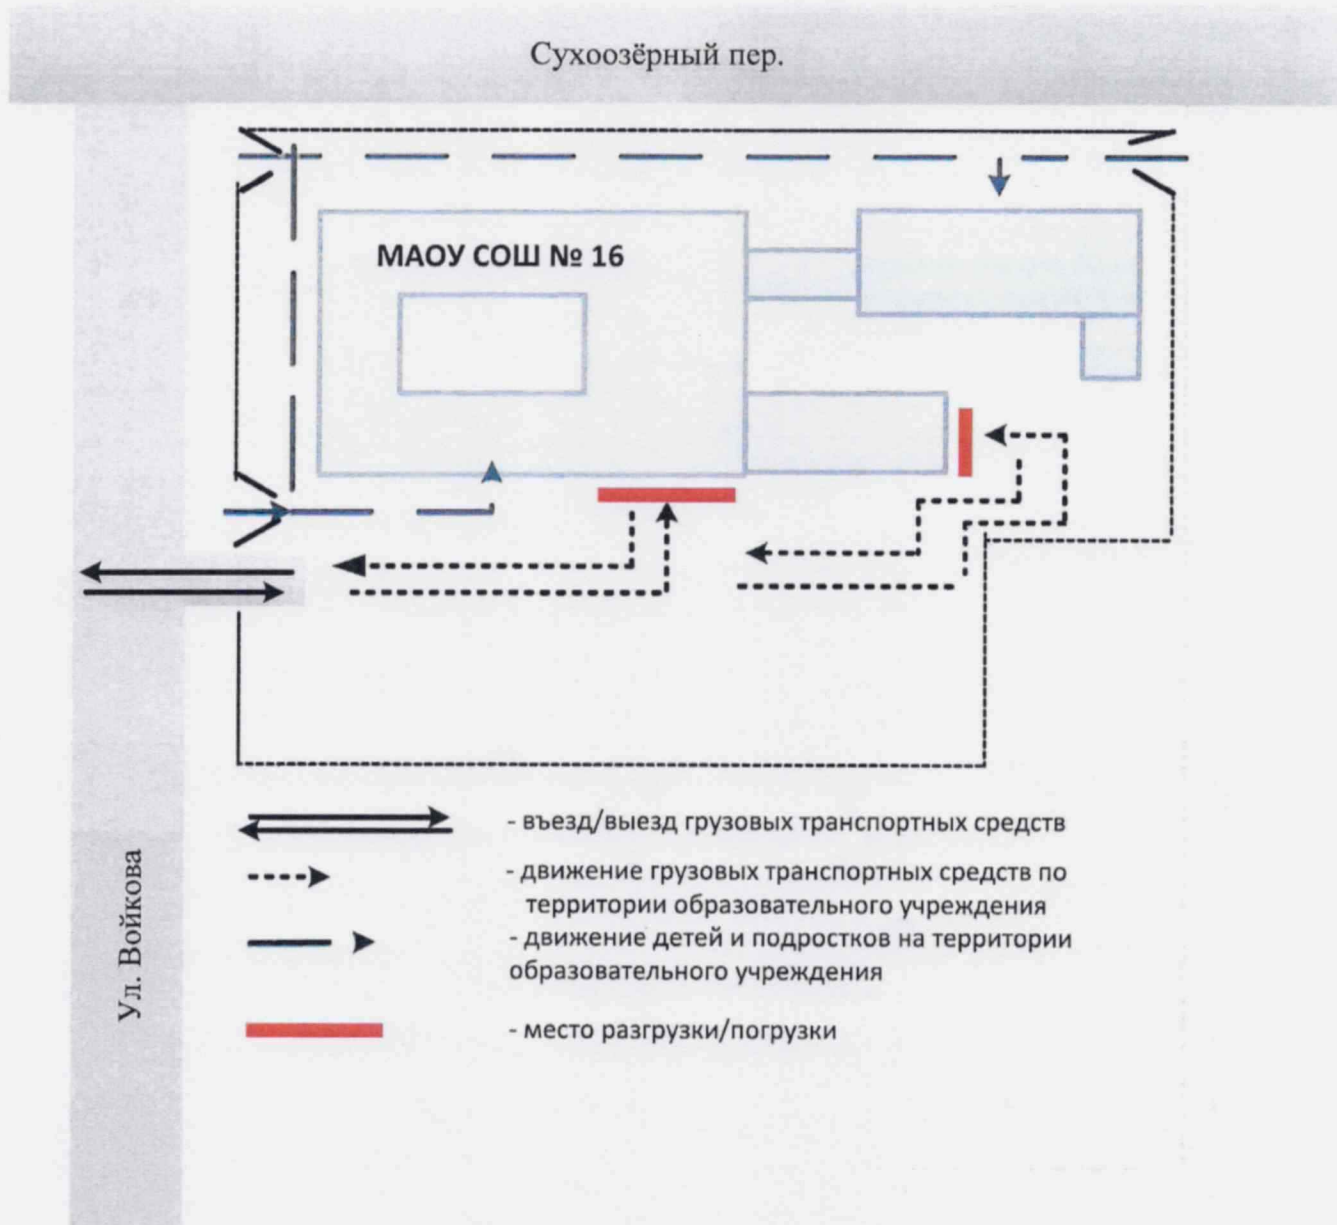 Сухоозёрный пер.
МАОУ СОШ № 16
- въезд/выезд грузовых транспортных средств
- движение грузовых транспортных средств по
территории образовательного учреждения
- движение детей и подростков на территории
образовательного учреждения
- место разгрузки/погрузки
Ул. Войкова